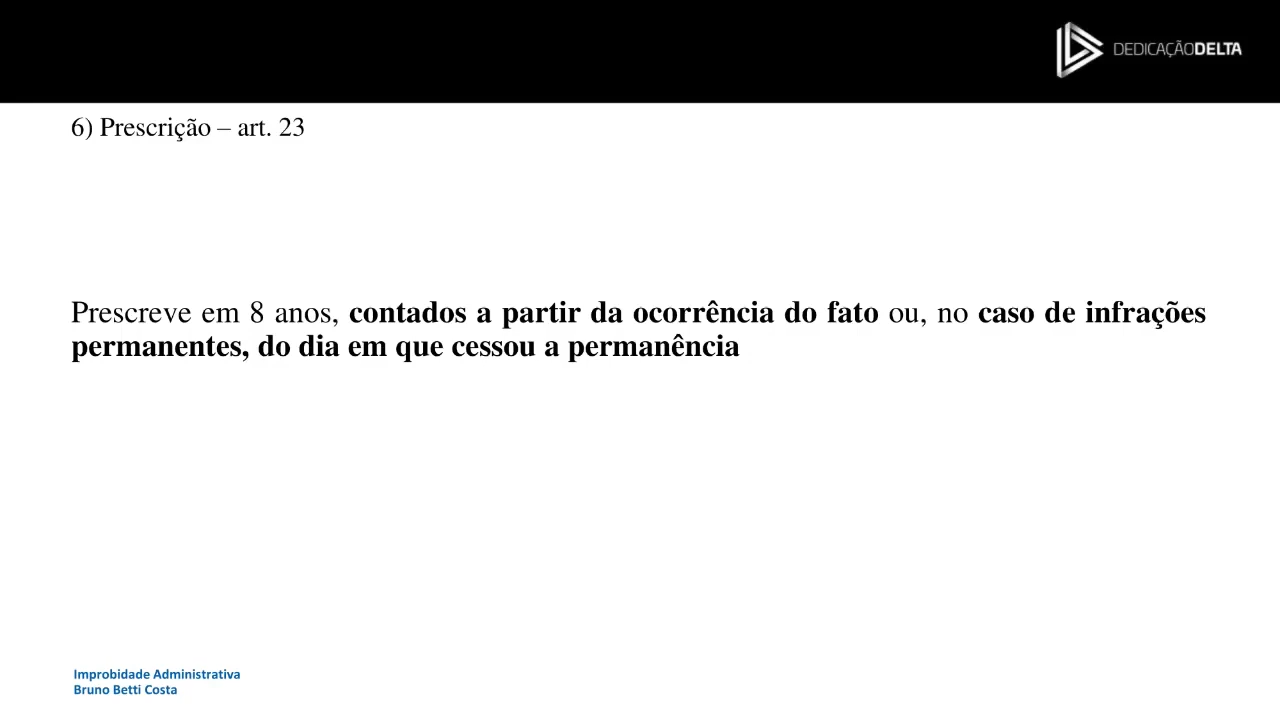 DEDICAÇÃODELTA
6) Prescrição – art. 23
Prescreve em 8 anos, contados a partir da ocorrência do fato ou, no caso de infrações
permanentes, do dia em que cessou a permanência
Improbidade Administrativa
Bruno Betti Costa